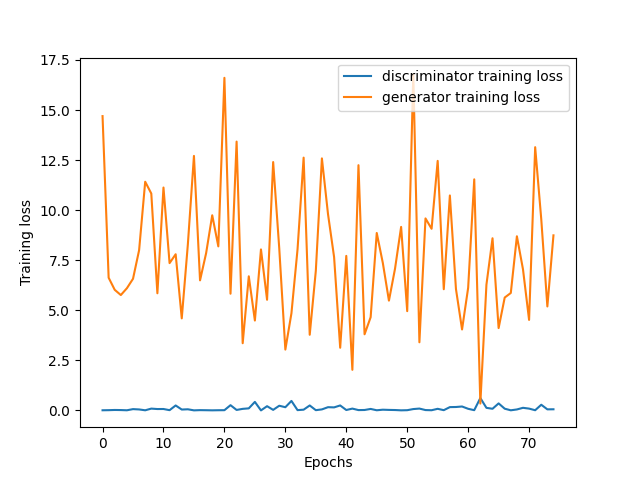 17.5
15.0
12.5
10.0
7.5
5.0
2.5
0.0
Training loss
discriminator training loss
generator training loss
0 10 20 30 40 50 60 70
Epochs